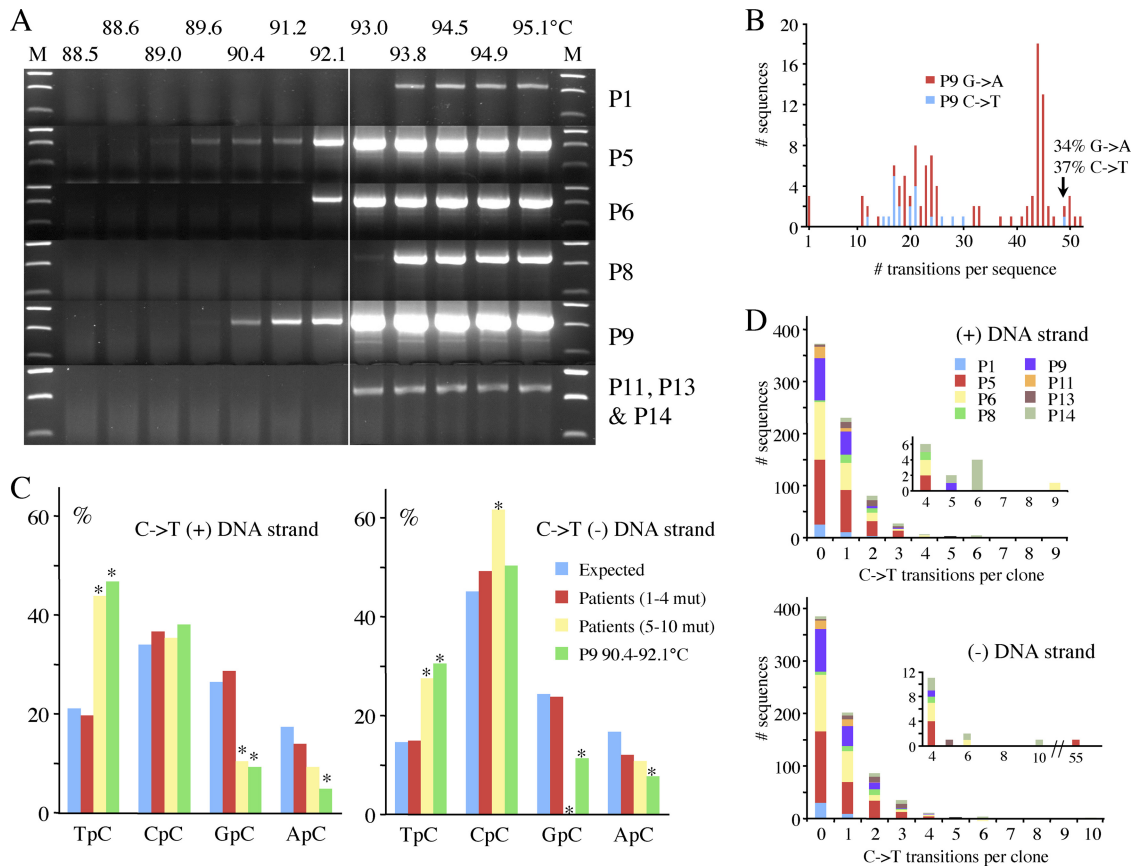 A
88.6 89.6 91.2 93.0 94.5 95.1°C
M 88.5 89.0 90.4 92.1 93.8 94.9 M
P1
P5
P6
P8
P9
P11, P13
& P14
B
# sequences
20
16
12
8
4
0
P9 G->A
P9 C->T
34% G->A
37% C->T
1 10 20 30 40 50
# transitions per sequence
C
%
C->T (+) DNA strand
60
40
20
0
* * * * *
TpC CpC GpC ApC
%
C->T (-) DNA strand
60
40
20
0
Expected
Patients (1-4 mut)
Patients (5-10 mut)
P9 90.4-92.1°C
* * * * * *
TpC CpC GpC ApC
D
(+) DNA strand
# sequences
400
300
200
100
0
P1 P9
P5 P11
P6 P13
P8 P14
6
4
2
0
4 5 6 7 8 9
0 1 2 3 4 5 6 7 8 9
C->T transitions per clone
(-) DNA strand
# sequences
400
300
200
100
0
12
8
4
0
4 6 8 10 // 55
0 1 2 3 4 5 6 7 8 9 10
C->T transitions per clone